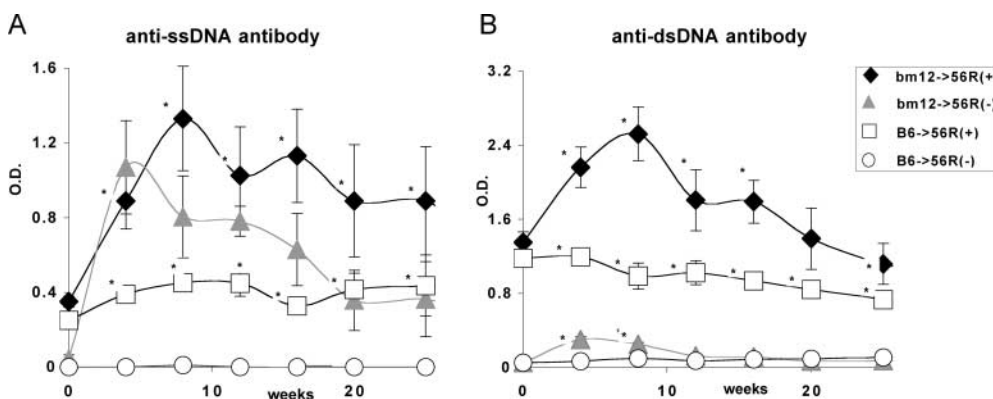 A
anti-ssDNA antibody
1.6
1.2
0.8
0.4
0
O.D.
0
10
weeks
20
B
anti-dsDNA antibody
3.2
2.4
1.6
0.8
0
O.D.
0
10
weeks
20
bm12->56R(+
bm12->56R(-)
B6->56R(+)
B6->56R(-)